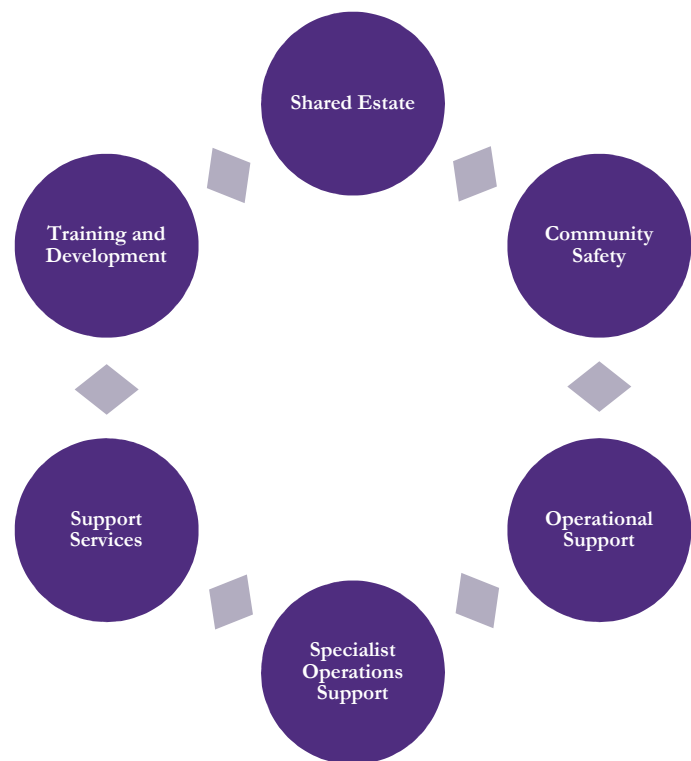 Shared Estate
Training and
Development
Community
Safety
Support
Services
Operational
Support
Specialist
Operations
Support